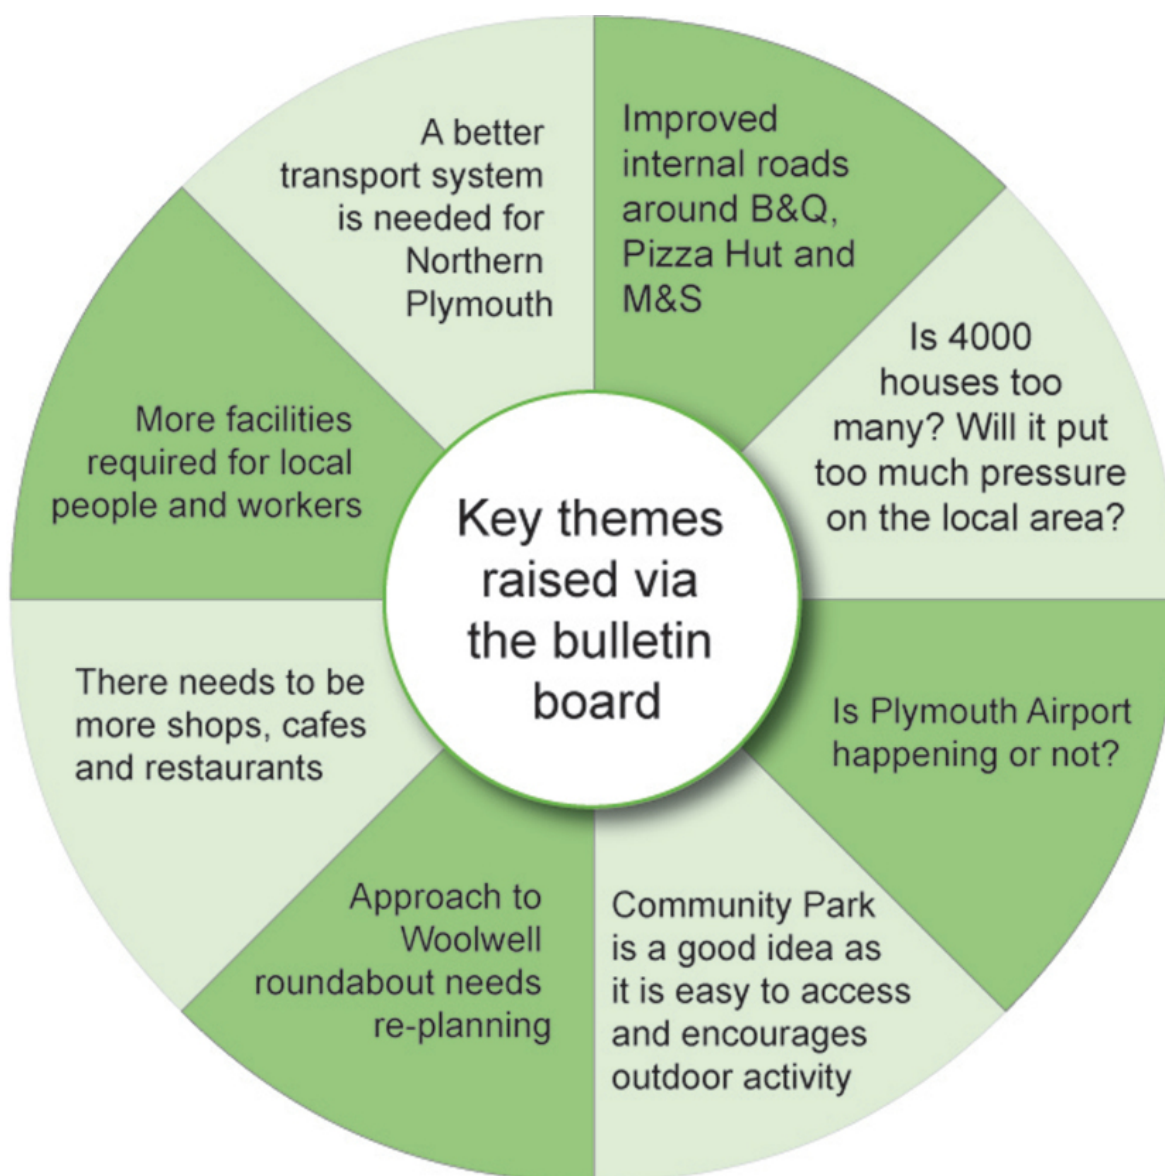 Key themes
raised via
the bulletin
board
Improved
internal roads
around B&Q,
Pizza Hut and
M&S
Is 4000
houses too
many? Will it put
too much pressure
on the local area?
Is Plymouth Airport
happening or not?
Community Park
is a good idea as
it is easy to access
and encourages
outdoor activity
Approach to
Woolwell
roundabout needs
re-planning
There needs to be
more shops, cafes
and restaurants
More facilities
required for local
people and workers
A better
transport system
is needed for
Northern
Plymouth